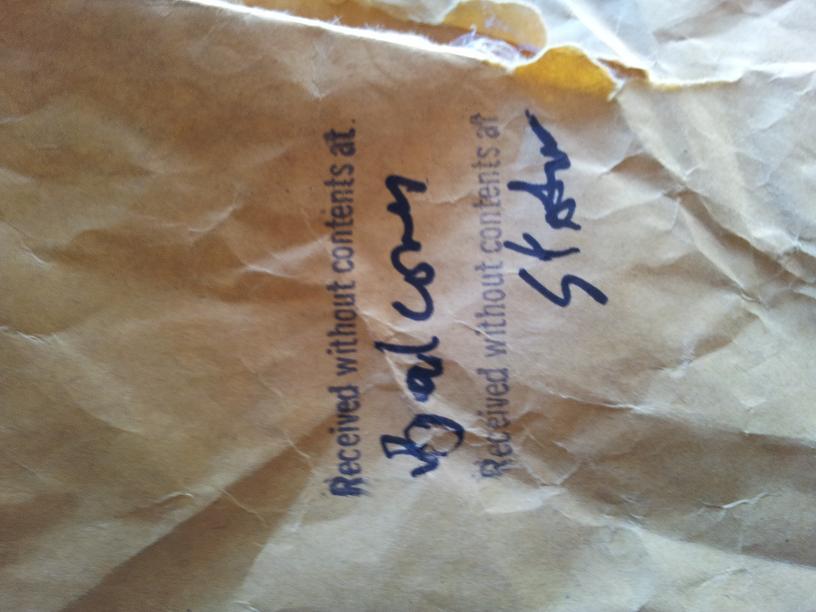 Received without contents at.
Balcony
Received without contents at